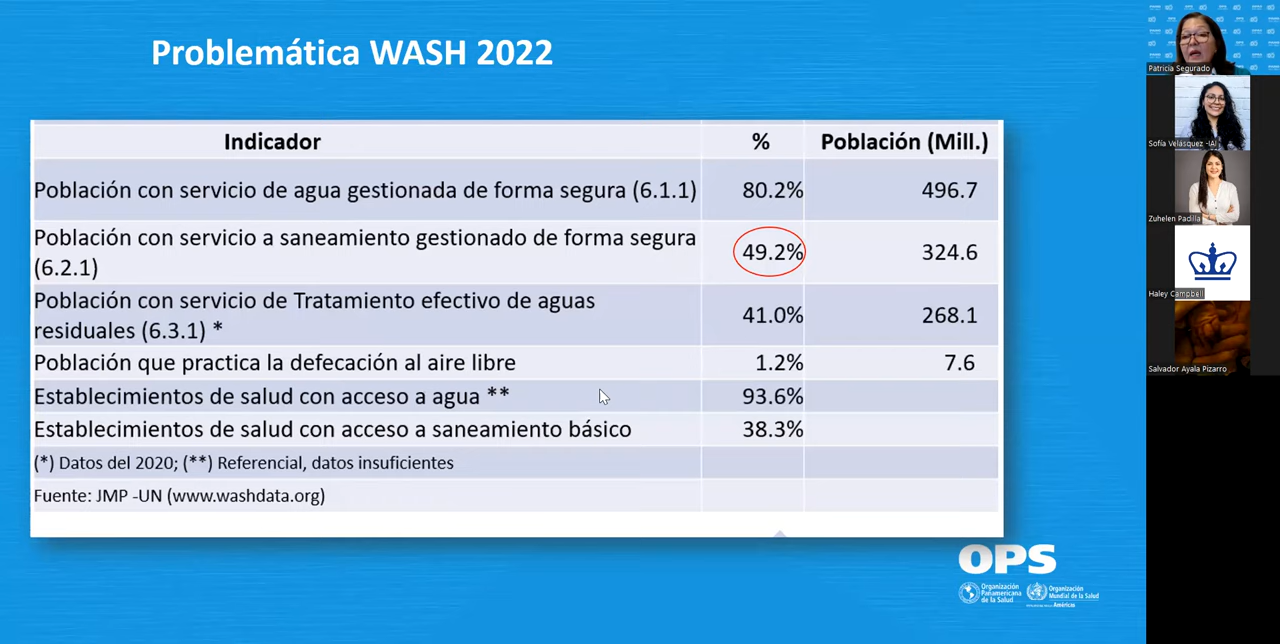 Problemática WASH 2022
Indicador % Población (Mill.)
Población con servicio de agua gestionada de forma segura (6.1.1) 80.2% 496.7
Población con servicio a saneamiento gestionado de forma segura
(6.2.1) 49.2% 324.6
Población con servicio de Tratamiento efectivo de aguas
residuales (6.3.1) * 41.0% 268.1
Población que practica la defecación al aire libre 1.2% 7.6
Establecimientos de salud con acceso a agua ** 93.6%
Establecimientos de salud con acceso a saneamiento básico 38.3%
(*) Datos del 2020; (**) Referencial, datos insuficientes
Fuente: JMP -UN (www.washdata.org)
OPS
Organización
Panamericana
de la Salud
Organización
Mundial de la Salud
Américas
Patricia Segurado
Sofía Velásquez -IAI
Zuhelen Padilla
Haley Campbell
Salvador Ayala Pizarro